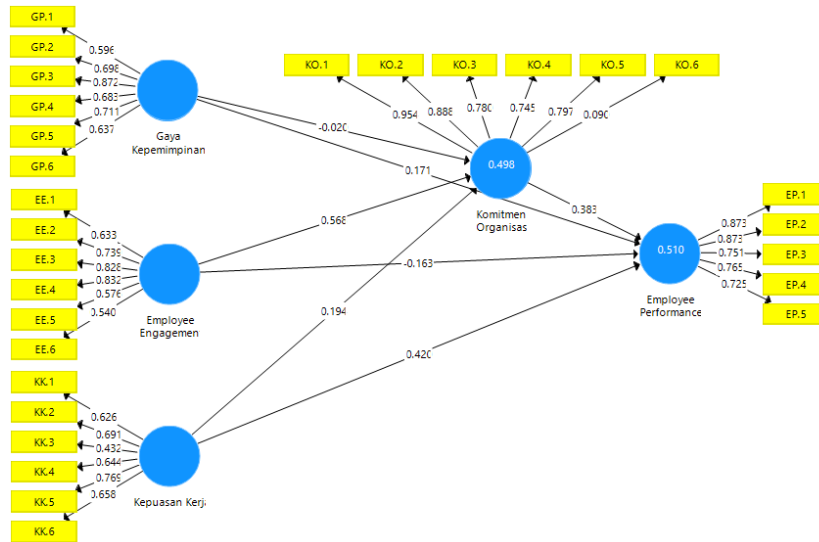 GP.1
GP.2
GP.3
GP.4
GP.5
GP.6
0.596
0.698
0.872
0.683
0.711
0.637
Gaya
Kepemimpinan
KO.1
KO.2
KO.3
KO.4
KO.5
KO.6
0.954
0.888
0.780
0.745
0.797
0.090
0.498
Komitmen
Organisas
-0.020
0.171
0.568
0.383
EE.1
EE.2
EE.3
EE.4
EE.5
EE.6
0.633
0.739
0.828
0.832
0.576
0.540
Employee
Engagemen
-0.163
0.194
0.420
EP.1
EP.2
EP.3
EP.4
EP.5
0.873
0.873
0.751
0.765
0.725
0.510
Employee
Performance
KK.1
KK.2
KK.3
KK.4
KK.5
KK.6
0.626
0.691
0.432
0.644
0.769
0.658
Kepuasan Kerja